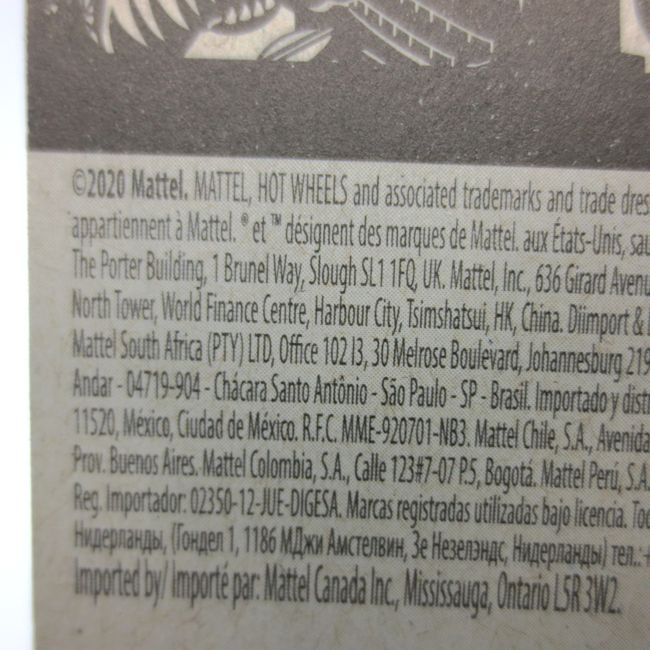 ©2020 Mattel. MATTEL, HOT WHEELS and associated trademarks and trade dres
appartiennent à Mattel. ® et ™ désignent des marques de Mattel. aux États-Unis, sau
The Porter Building, 1 Brunel Way, Slough SL1 1FQ, UK. Mattel, Inc., 636 Girard Avenu
North Tower, World Finance Centre, Harbour City, Tsimshatsui, HK, China. Diimport &
Mattel South Africa (PTY) LTD, Office 102 I3, 30 Melrose Boulevard, Johannesburg 219
Andar - 04719-904 - Chácara Santo Antônio - São Paulo - SP - Brasil. Importado y distr
11520, México, Ciudad de México. R.F.C. MME-920701-NB3. Mattel Chile, S.A., Avenida
Prov. Buenos Aires. Mattel Colombia, S.A., Calle 123#7-07 P.5, Bogotá. Mattel Perú, S.A.
Reg. Importador: 02350-12-JUE-DIGESA. Marcas registradas utilizadas bajo licencia. Too
Нидерланды, (Гондел 1, 1186 МДжи Амстелвин, Зе Незелэндс, Нидерланды) тел.: +
Imported by/ Importé par: Mattel Canada Inc., Mississauga, Ontario L5R 3W2.